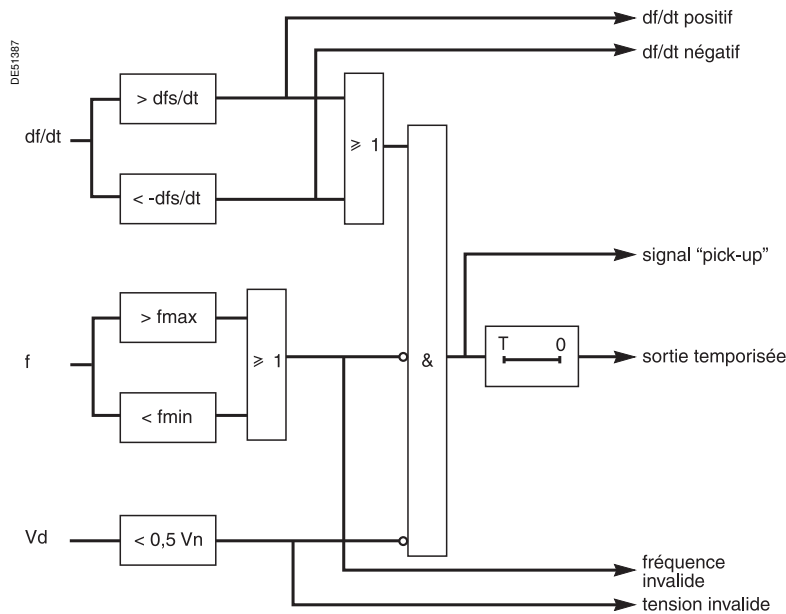 DE51387
df/dt positif
df/dt négatif
> dfs/dt
df/dt
≥ 1
< -dfs/dt
signal “pick-up”
> fmax
T 0
f
≥ 1
&
sortie temporisée
< fmin
Vd
< 0,5 Vn
fréquence
invalide
tension invalide